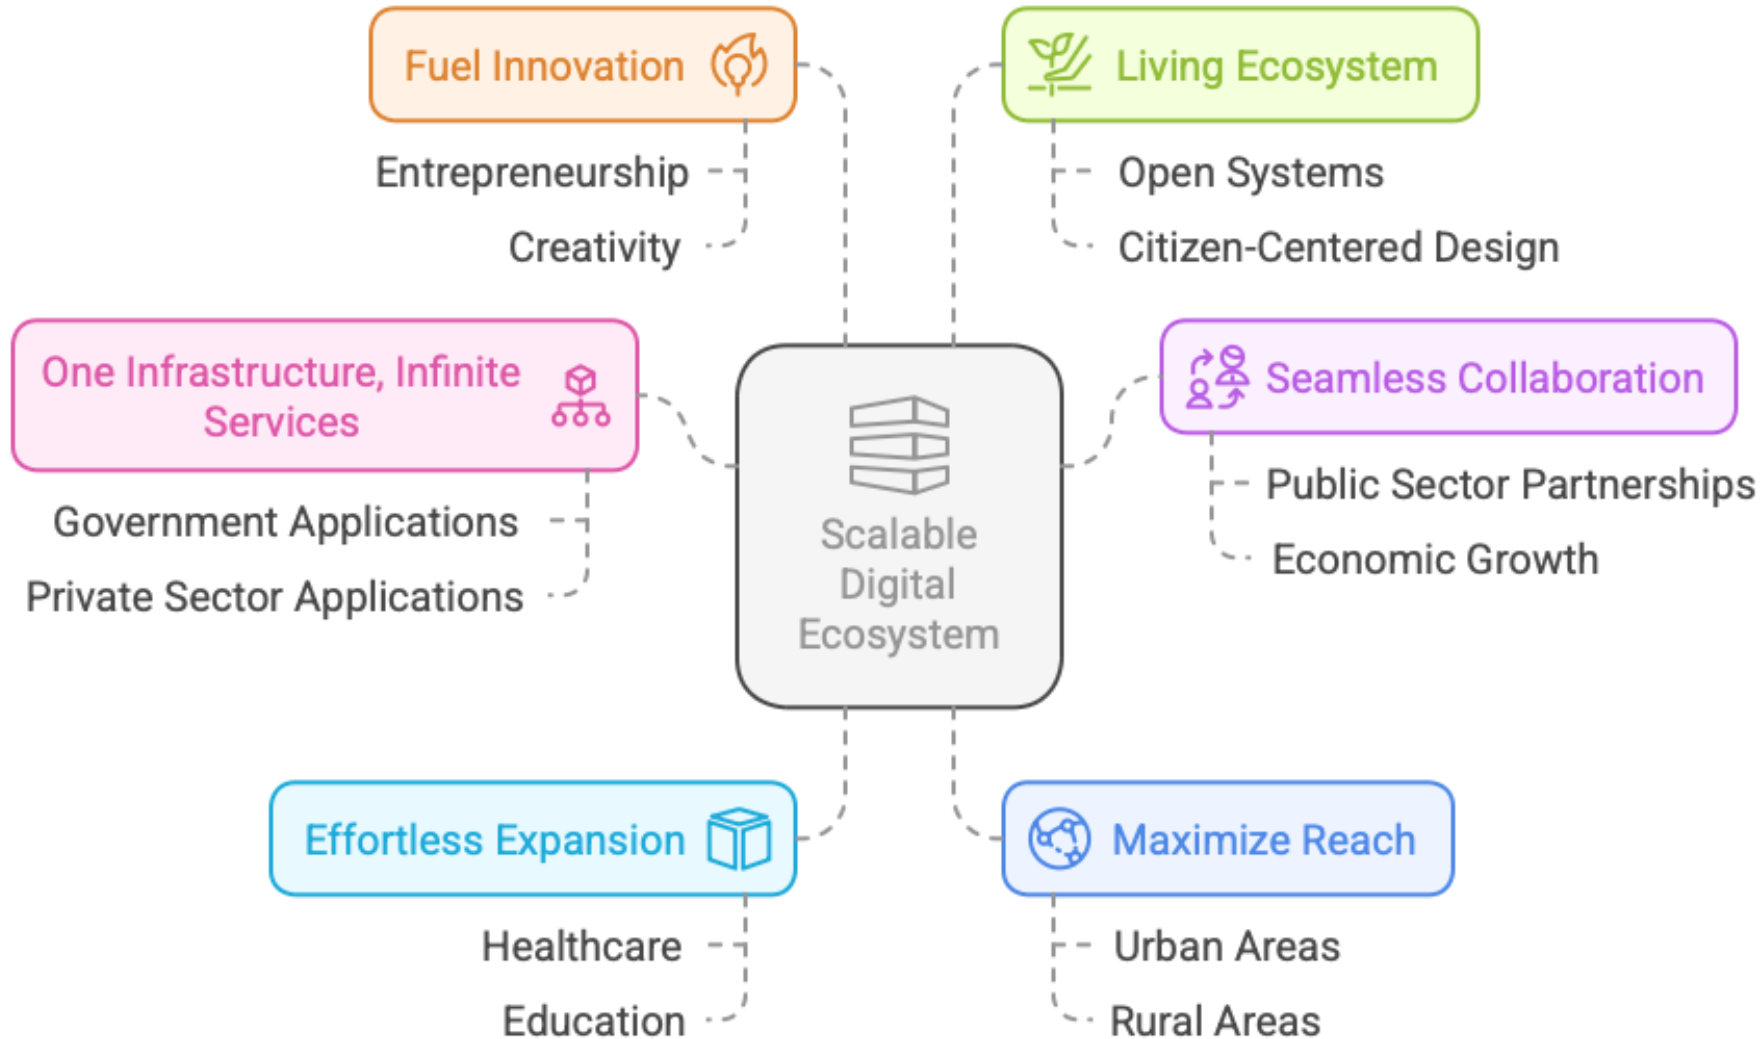 Fuel Innovation
Entrepreneurship
Creativity
Living Ecosystem
Open Systems
Citizen-Centered Design
One Infrastructure, Infinite
Services
Government Applications
Private Sector Applications
Scalable
Digital
Ecosystem
Seamless Collaboration
Public Sector Partnerships
Economic Growth
Effortless Expansion
Healthcare
Education
Maximize Reach
Urban Areas
Rural Areas